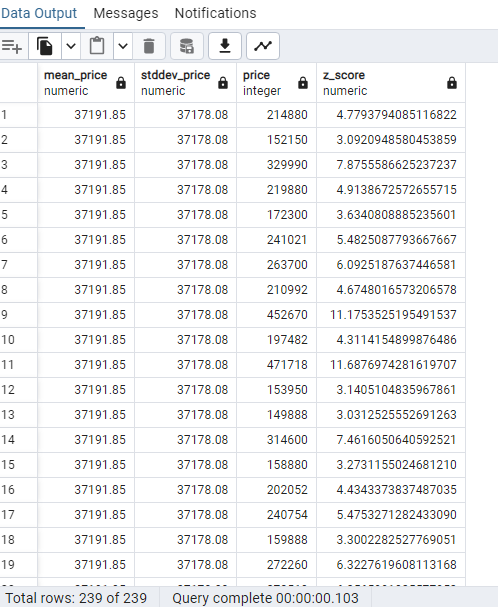 Data Output Messages Notifications
mean_price numeric stddev_price numeric price integer z_score numeric
1 37191.85 37178.08 214880 4.7793794085116822
2 37191.85 37178.08 152150 3.0920948580453859
3 37191.85 37178.08 329990 7.8755586625237237
4 37191.85 37178.08 219880 4.9138672572655715
5 37191.85 37178.08 172300 3.6340808885235601
6 37191.85 37178.08 241021 5.4825087793667667
7 37191.85 37178.08 263700 6.0925187637446581
8 37191.85 37178.08 210992 4.6748016573206578
9 37191.85 37178.08 452670 11.1753525195491537
10 37191.85 37178.08 197482 4.3114154899876486
11 37191.85 37178.08 471718 11.6876974281619707
12 37191.85 37178.08 153950 3.1405104835967861
13 37191.85 37178.08 149888 3.0312525552691263
14 37191.85 37178.08 314600 7.4616050640592521
15 37191.85 37178.08 158880 3.2731155024681210
16 37191.85 37178.08 202052 4.4343373837487035
17 37191.85 37178.08 240754 5.4753271282433090
18 37191.85 37178.08 159888 3.3002282527769051
19 37191.85 37178.08 272260 6.3227619608113168
Total rows: 239 of 239 Query complete 00:00:00.103